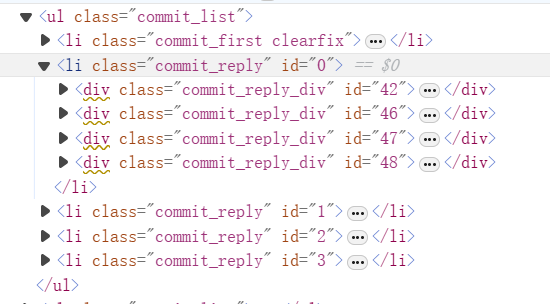 ▼<ul class="commit_list">
▶<li class="commit_first clearfix">•••</li>
▼<li class="commit_reply" id="0"> == $0
▶<div class="commit_reply_div" id="42">•••</div>
▶<div class="commit_reply_div" id="46">•••</div>
▶<div class="commit_reply_div" id="47">•••</div>
▶<div class="commit_reply_div" id="48">•••</div>
</li>
▶<li class="commit_reply" id="1">•••</li>
▶<li class="commit_reply" id="2">•••</li>
▶<li class="commit_reply" id="3">•••</li>
</ul>